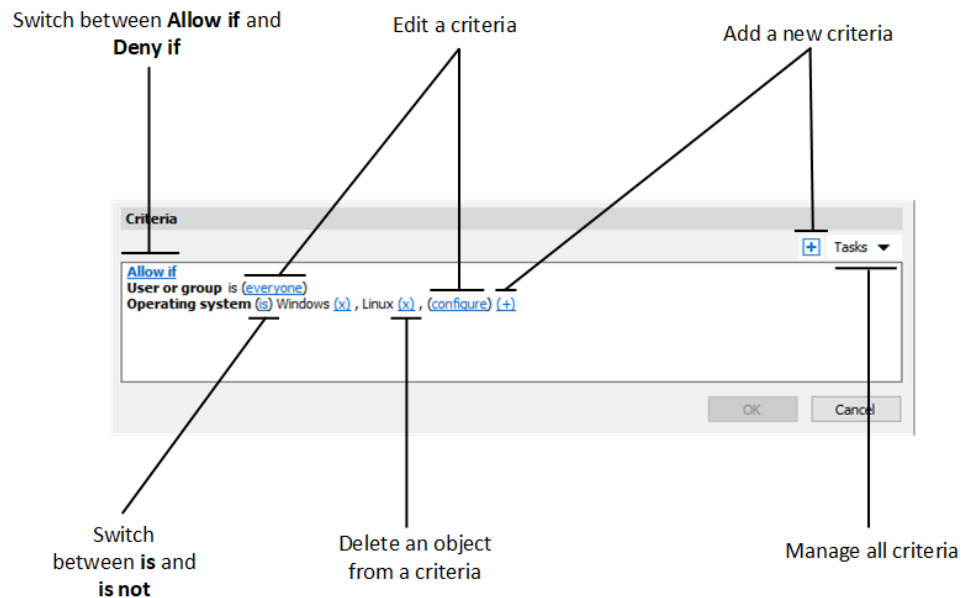 Switch between Allow if and
Deny if
Edit a criteria
Add a new criteria
Criteria
Tasks
Allow if
User or group is (everyone)
Operating system (is) Windows (x) , Linux (x) , (configure) (+)
OK
Cancel
Switch
between is and
is not
Delete an object
from a criteria
Manage all criteria